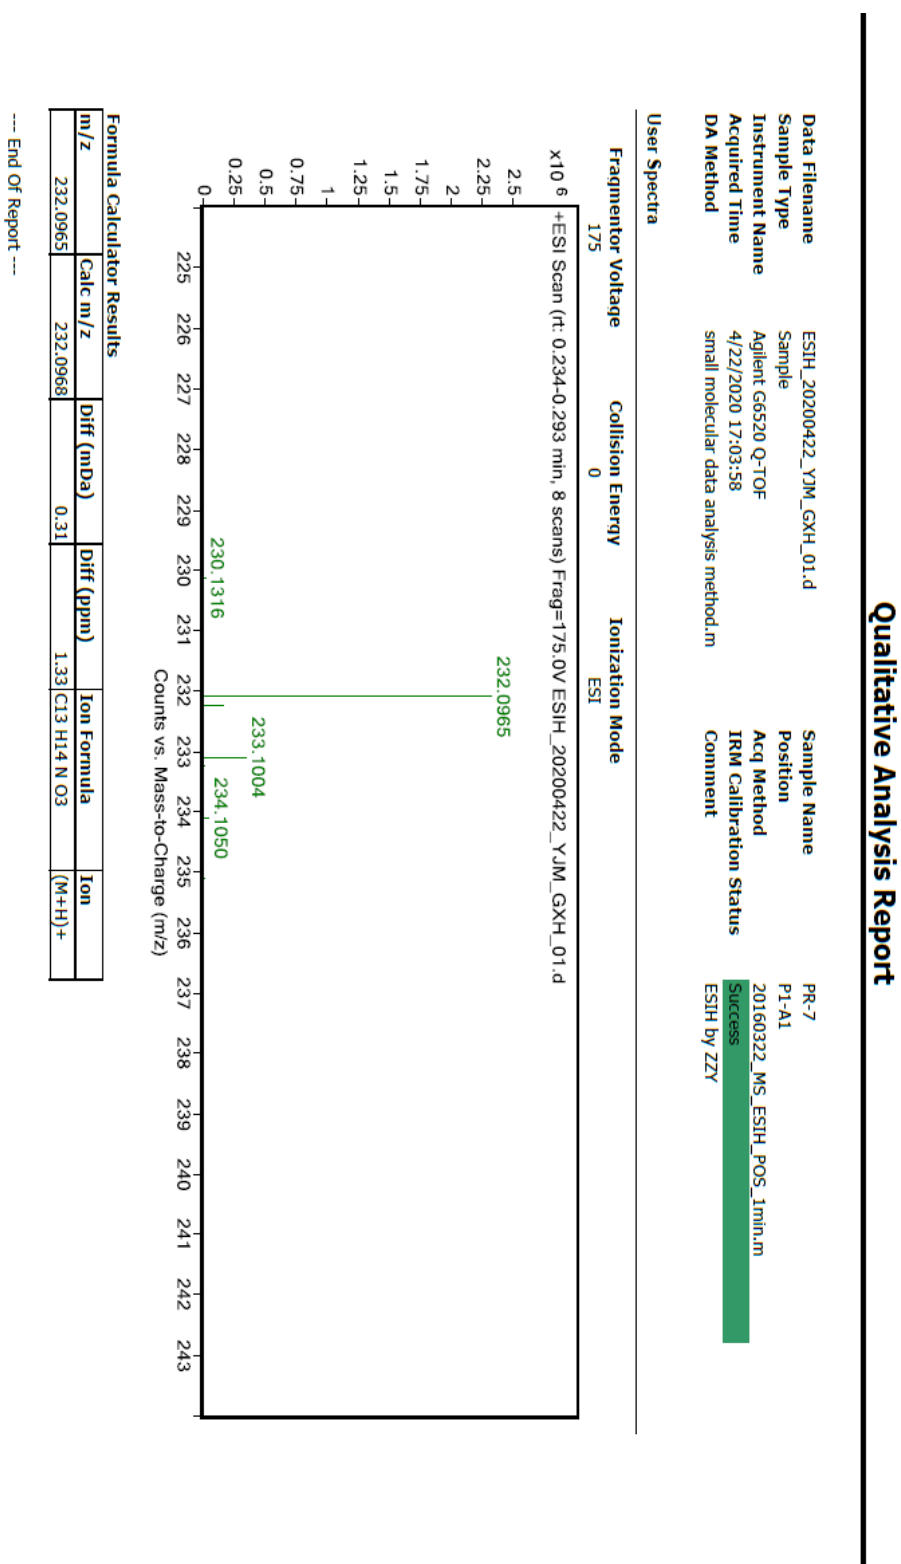 Qualitative Analysis Report
Data Filename ESIH_20200422_YJM_GXH_01.d Sample Name PR-7
Sample Type Sample Position P1-A1
Instrument Name Agilent G6520 Q-TOF Acq Method 20160322_MS_ESIH_POS_1min.m
Acquired Time 4/22/2020 17:03:58 IRM Calibration Status Success
DA Method small molecular data analysis method.m Comment ESIH by ZZY
User Spectra
Fragmentor Voltage Collision Energy Ionization Mode
175 0 ESI
x10 6 +ESI Scan (rt: 0.234-0.293 min, 8 scans) Frag=175.0V ESIH_20200422_YJM_GXH_01.d
2.5
2.25
2
1.75
1.5
1.25
1
0.75
0.5
0.25
0
232.0965
233.1004
230.1316
234.1050
225 226 227 228 229 230 231 232 233 234 235 236 237 238 239 240 241 242 243
Counts vs. Mass-to-Charge (m/z)
Formula Calculator Results
m/z Calc m/z Diff (mDa) Diff (ppm) Ion Formula Ion
232.0965 232.0968 0.31 1.33 C13 H14 N O3 (M+H)+
--- End Of Report ---